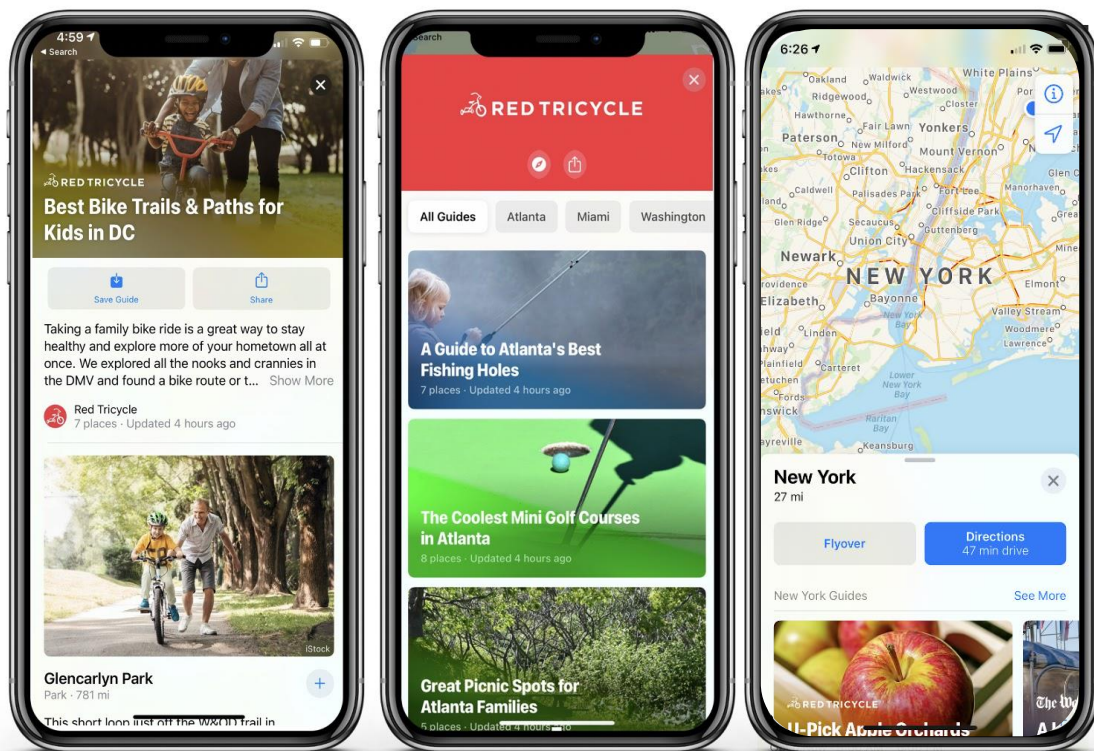 4:59
◀ Search
RED TRICYCLE
Best Bike Trails & Paths for
Kids in DC
Save Guide
Share
Taking a family bike ride is a great way to stay
healthy and explore more of your hometown all at
once. We explored all the nooks and crannies in
the DMV and found a bike route or t... Show More
Red Tricycle
7 places · Updated 4 hours ago
iStock
Glencarlyn Park
Park · 781 mi
This short loop just off the W&OD trail in
Search
RED TRICYCLE
All Guides
Atlanta
Miami
Washington
A Guide to Atlanta's Best
Fishing Holes
7 places · Updated 4 hours ago
The Coolest Mini Golf Courses
in Atlanta
8 places · Updated 4 hours ago
Great Picnic Spots for
Atlanta Families
5 places · Updated 4 hours ago
6:26
Oakland
Waldwick
White Plains
Ridgewood
Westwood
Closter
Hawthorne
Fair Lawn
Yonkers
Paterson
New Milford
Mount Vernon
Totowa
Clifton
Hackensack
Glen C
Caldwell
Palisades Park
Fort Lee
Manorhaven
Glen Ridge
Secaucus
Cliffside Park
Guttenberg
Union City
Newark
NEW YORK
Elmont
Elizabeth
Bayonne
New York
Bay
Valley Stream
Linden
Woodmere
Lawrence
Carteret
Lower
New York
Bay
Fords
Raritan
Bay
Keansburg
New York
27 mi
Flyover
Directions
47 min drive
New York Guides
See More
RED TRICYCLE
U-Pick Apple Orchards